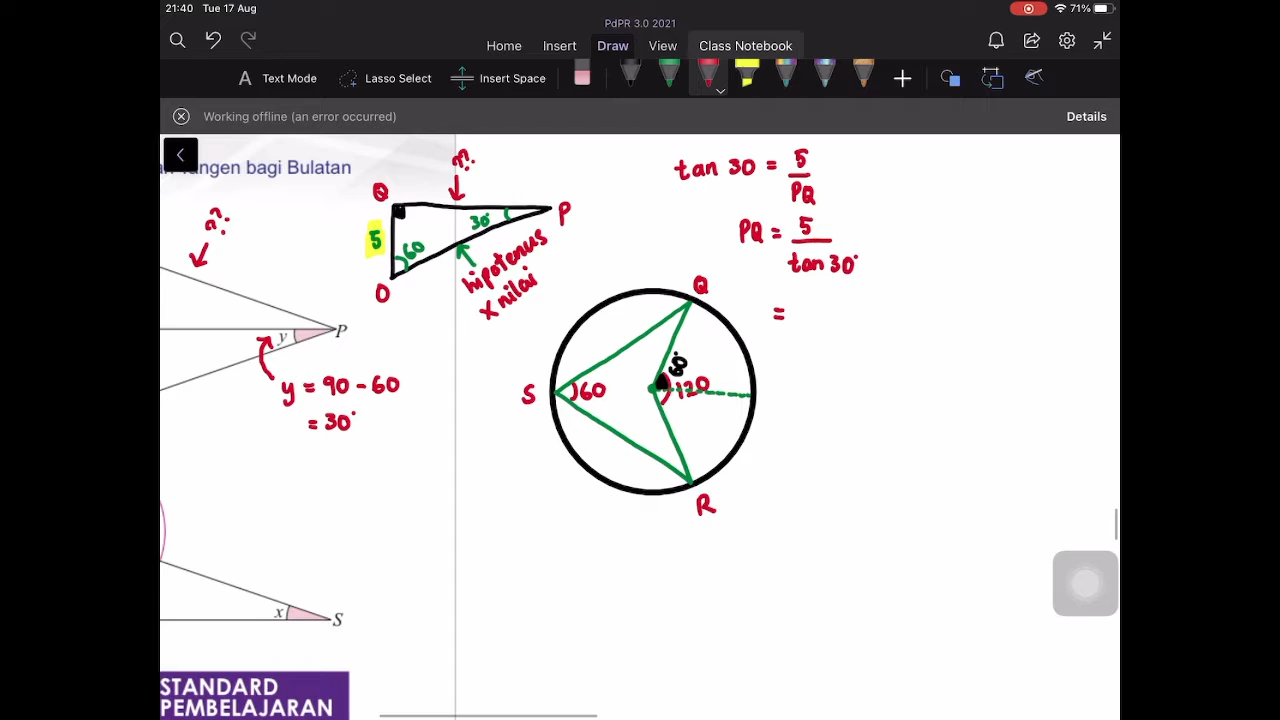 21:40 Tue 17 Aug
71%
PdPR 3.0 2021
Home Insert Draw View Class Notebook
A Text Mode Lasso Select Insert Space
Working offline (an error occurred)
Details
Tangen bagi Bulatan
n?
P
y
y = 90 - 60
= 30°
Q
n?
5
60
30°
P
O
hipotenus
x nilai
tan 30 = 5
PQ
PQ = 5
tan 30°
=
Q
60°
S
60
120
R
x
S
STANDARD
PEMBELAJARAN